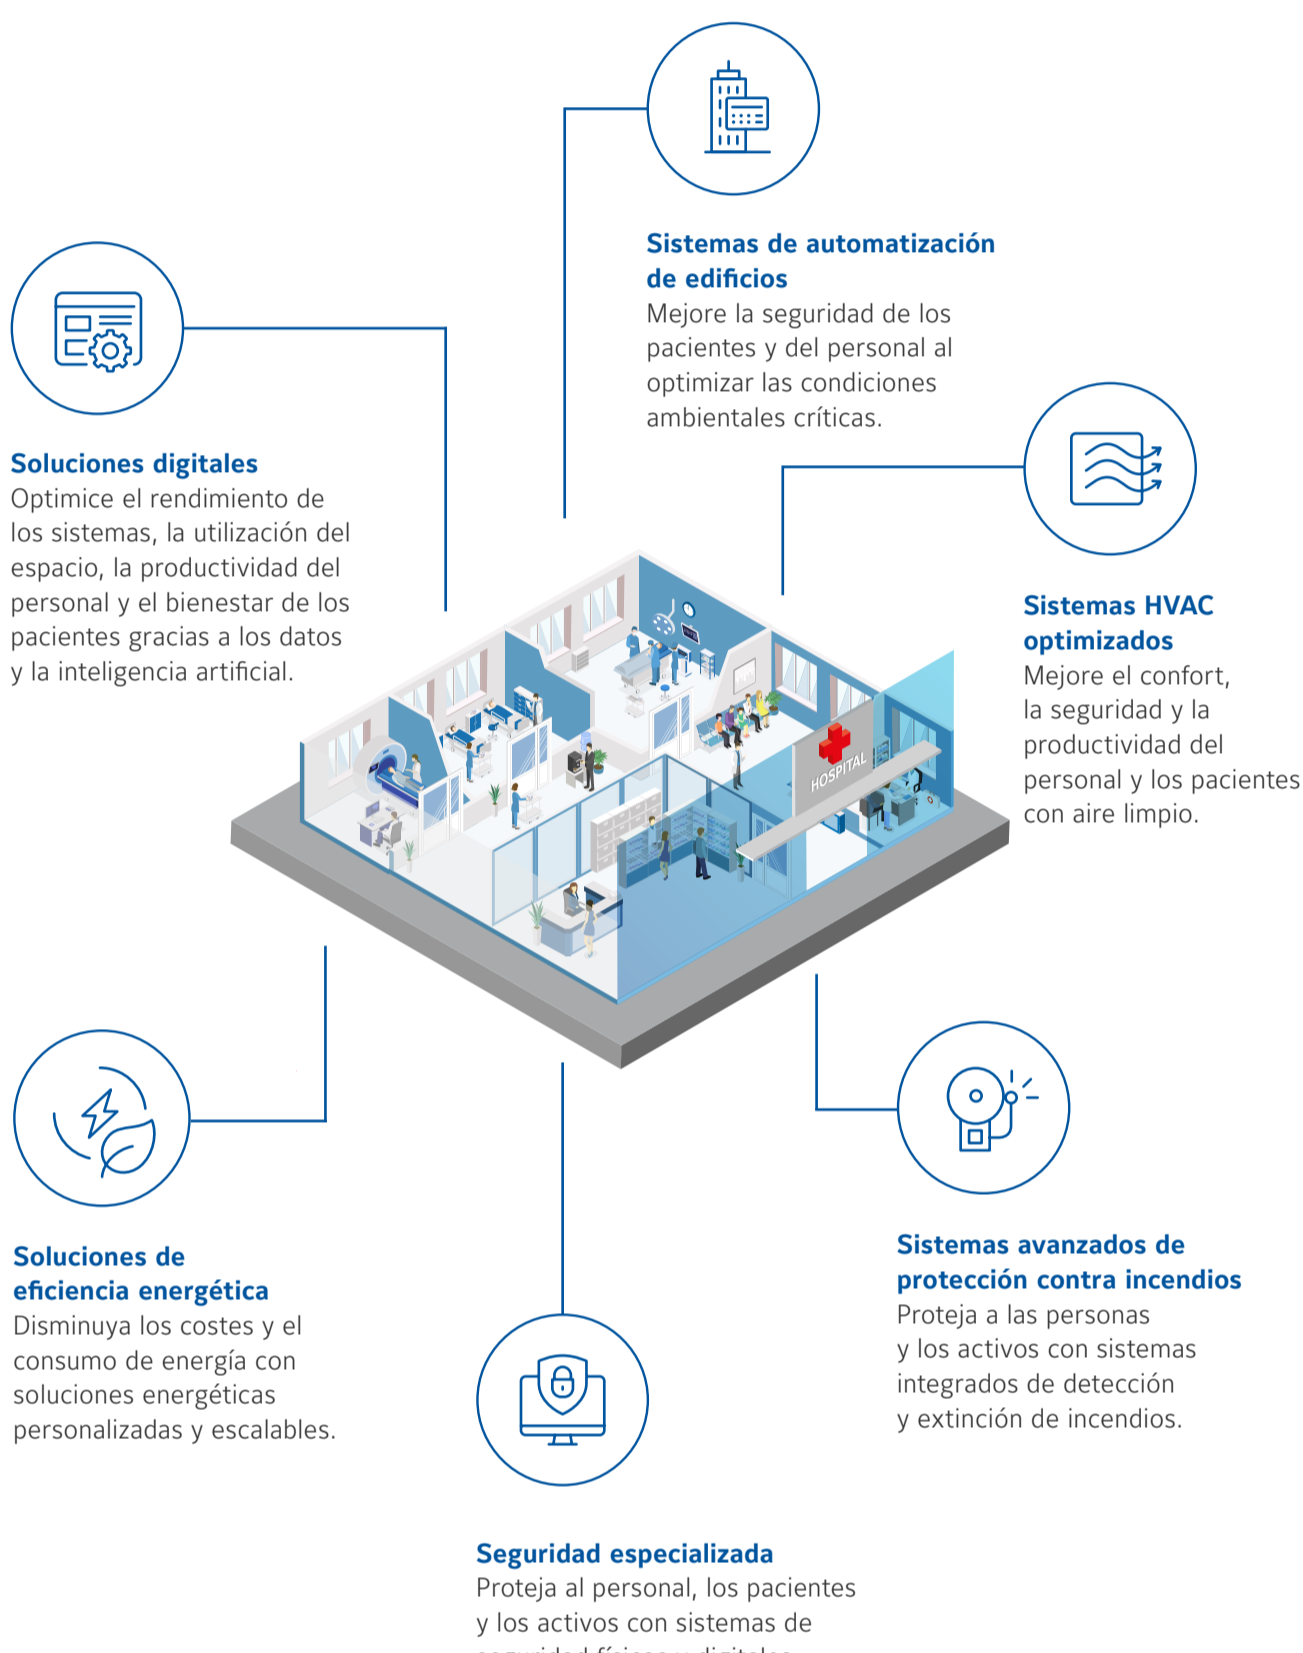 Sistemas de automatización
de edificios
Mejore la seguridad de los
pacientes y del personal al
optimizar las condiciones
ambientales críticas.
Soluciones digitales
Optimice el rendimiento de
los sistemas, la utilización del
espacio, la productividad del
personal y el bienestar de los
pacientes gracias a los datos
y la inteligencia artificial.
Sistemas HVAC
optimizados
Mejore el confort,
la seguridad y la
productividad del
personal y los pacientes
con aire limpio.
HOSPITAL
Soluciones de
eficiencia energética
Disminuya los costes y el
consumo de energía con
soluciones energéticas
personalizadas y escalables.
Sistemas avanzados de
protección contra incendios
Proteja a las personas
y los activos con sistemas
integrados de detección
y extinción de incendios.
Seguridad especializada
Proteja al personal, los pacientes
y los activos con sistemas de
seguridad físicos y digitales